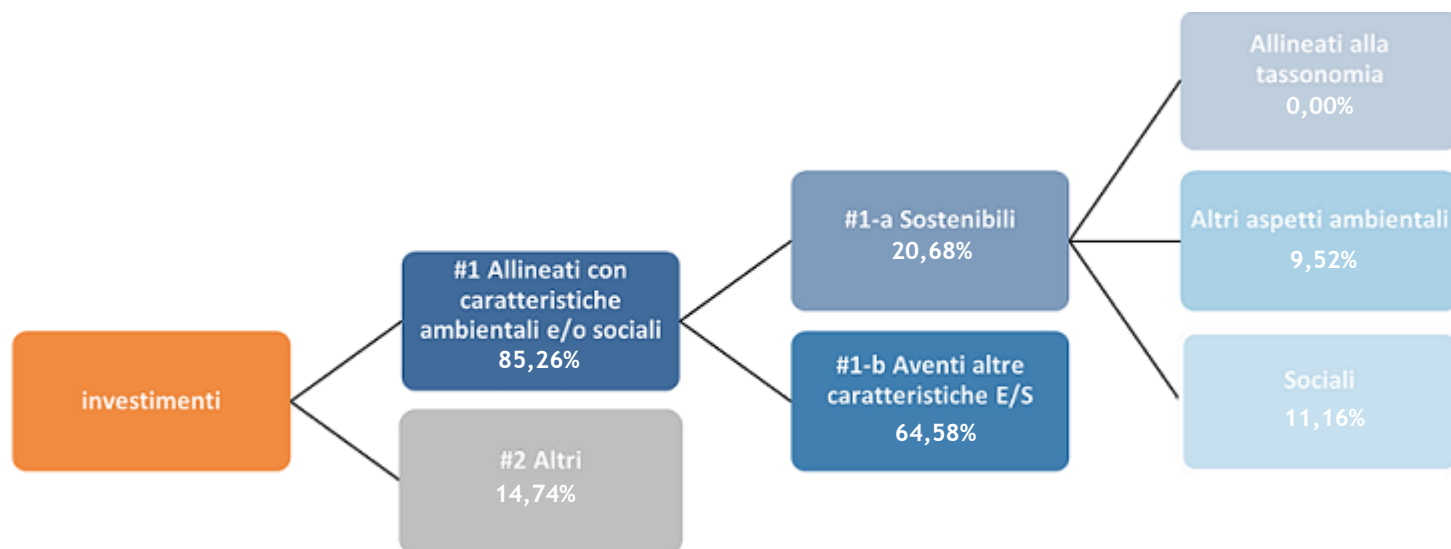 investimenti
#1 Allineati con
caratteristiche
ambientali e/o sociali
85,26%
#2 Altri
14,74%
#1-a Sostenibili
20,68%
#1-b Aventi altre
caratteristiche E/S
64,58%
Allineati alla
tassonomia
0,00%
Altri aspetti ambientali
9,52%
Sociali
11,16%